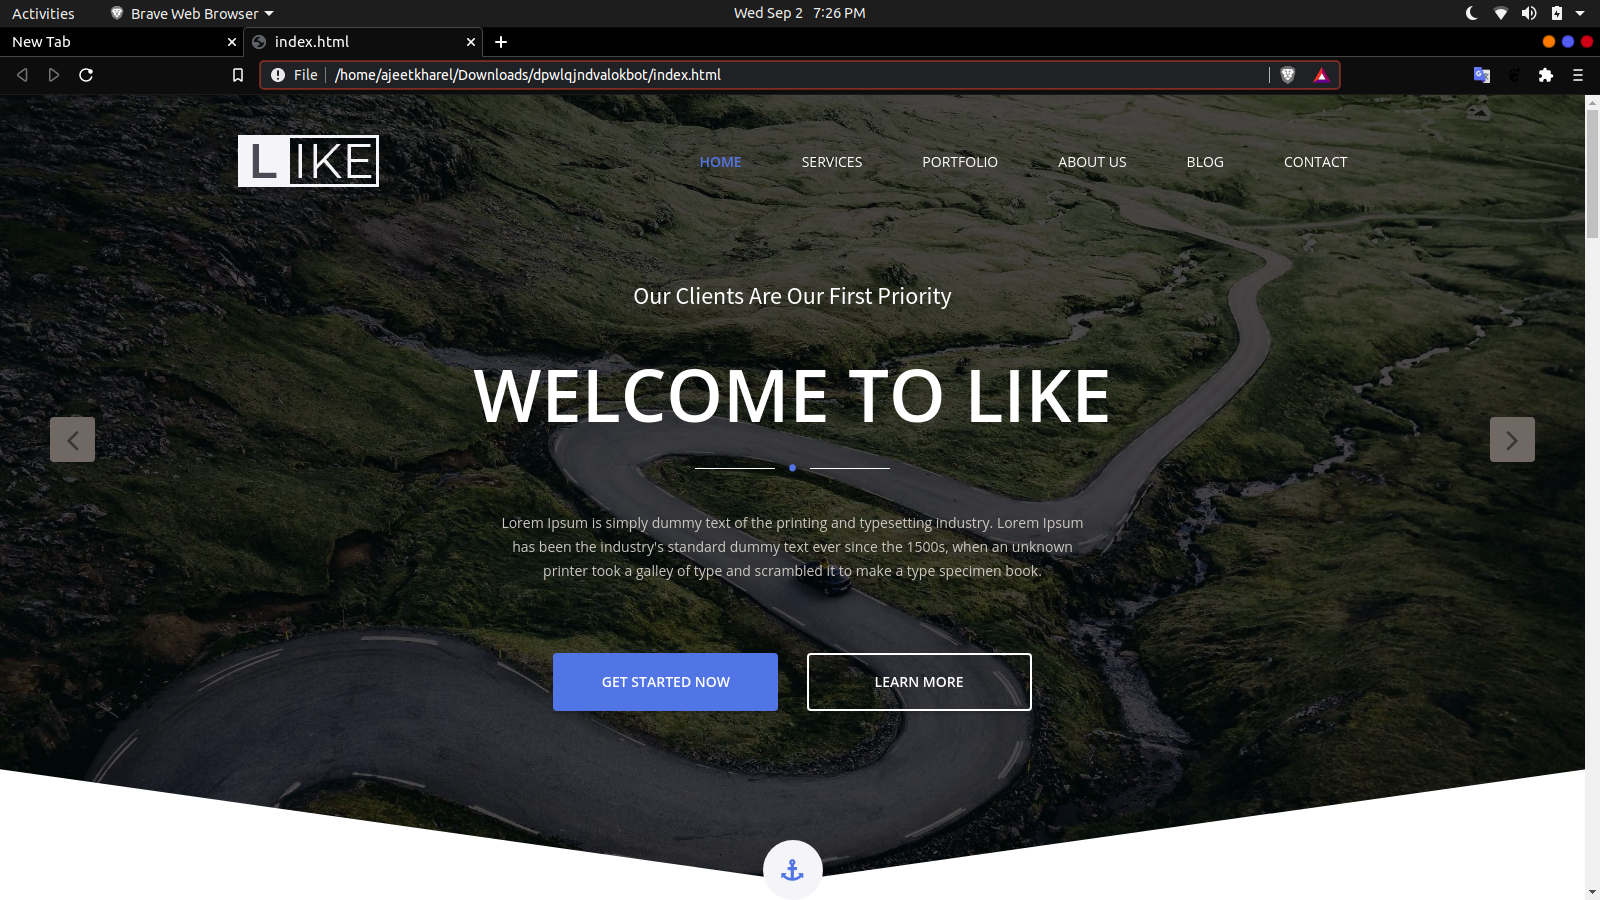 Activities
Brave Web Browser
Wed Sep 2 7:26 PM
New Tab
index.html
File
/home/ajeetkharel/Downloads/dpwlqjndvalokbot/index.html
LIKE
HOME
SERVICES
PORTFOLIO
ABOUT US
BLOG
CONTACT
Our Clients Are Our First Priority
WELCOME TO LIKE
Lorem Ipsum is simply dummy text of the printing and typesetting industry. Lorem Ipsum
has been the industry's standard dummy text ever since the 1500s, when an unknown
printer took a galley of type and scrambled it to make a type specimen book.
GET STARTED NOW
LEARN MORE